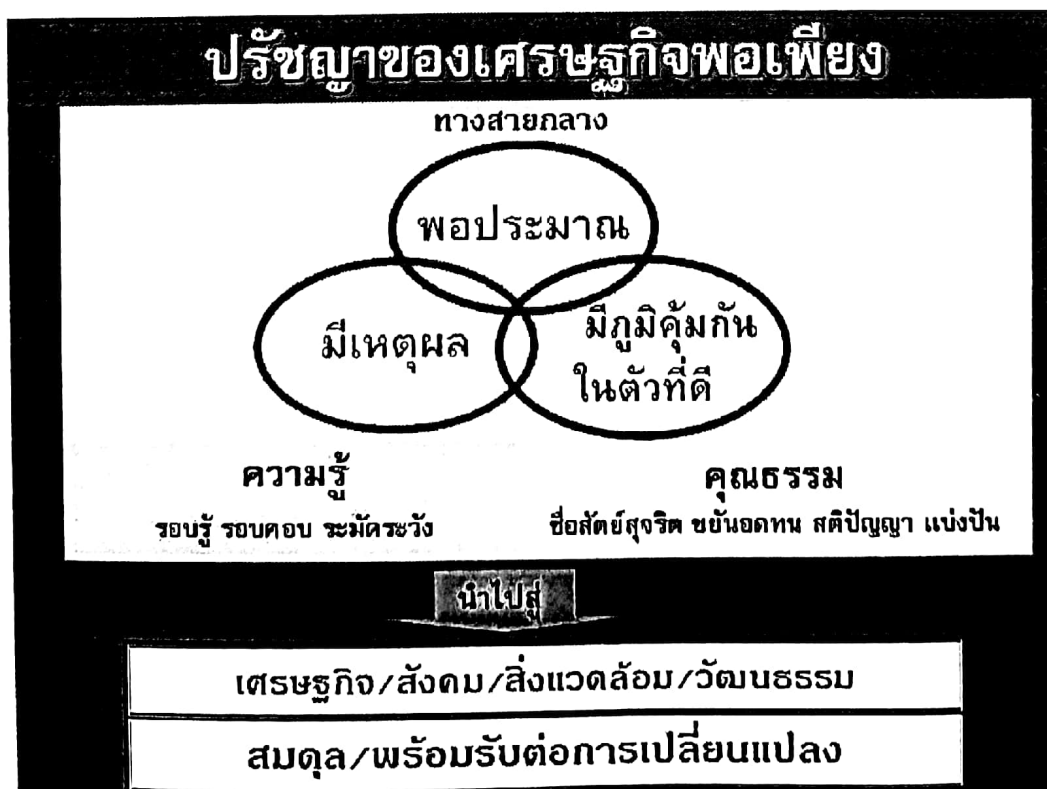 ปรัชญาของเศรษฐกิจพอเพียง
ทางสายกลาง
พอประมาณ
มีเหตุผล
มีภูมิคุ้มกัน
ในตัวที่ดี
ความรู้
รอบรู้ รอบคอบ ระมัดระวัง
คุณธรรม
ซื่อสัตย์สุจริต ขยันอดทน สติปัญญา แบ่งปัน
นำไปสู่
เศรษฐกิจ/สังคม/สิ่งแวดล้อม/วัฒนธรรม
สมดุล/พร้อมรับต่อการเปลี่ยนแปลง